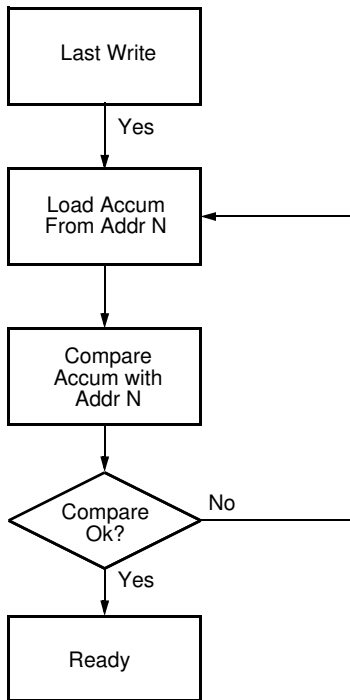 Last Write
Yes
Load Accum
From Addr N
Compare
Accum with
Addr N
Compare
Ok?
No
Yes
Ready